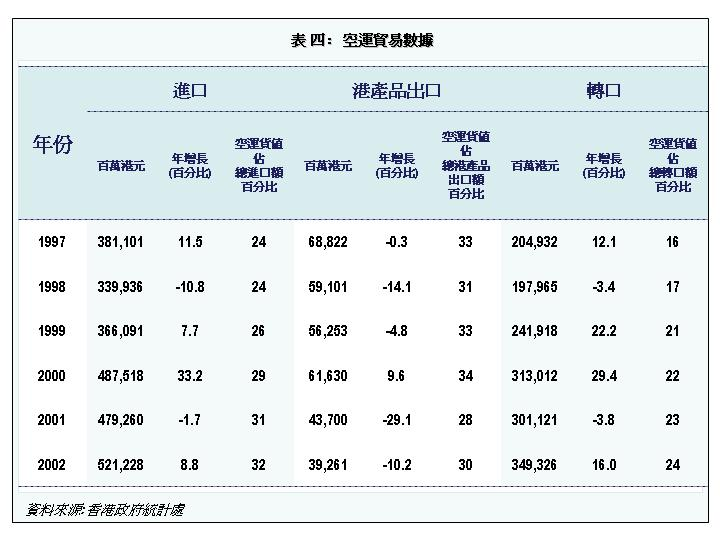 表 四: 空運貿易數據
年份 進口 港產品出口 轉口
百萬港元 年增長 (百分比) 空運貨值 佔 總進口額 百分比 百萬港元 年增長 (百分比) 空運貨值 佔 總港產品 出口額 百分比 百萬港元 年增長 (百分比) 空運貨值 佔 總轉口額 百分比
1997 381,101 11.5 24 68,822 -0.3 33 204,932 12.1 16
1998 339,936 -10.8 24 59,101 -14.1 31 197,965 -3.4 17
1999 366,091 7.7 26 56,253 -4.8 33 241,918 22.2 21
2000 487,518 33.2 29 61,630 9.6 34 313,012 29.4 22
2001 479,260 -1.7 31 43,700 -29.1 28 301,121 -3.8 23
2002 521,228 8.8 32 39,261 -10.2 30 349,326 16.0 24
資料來源:香港政府統計處